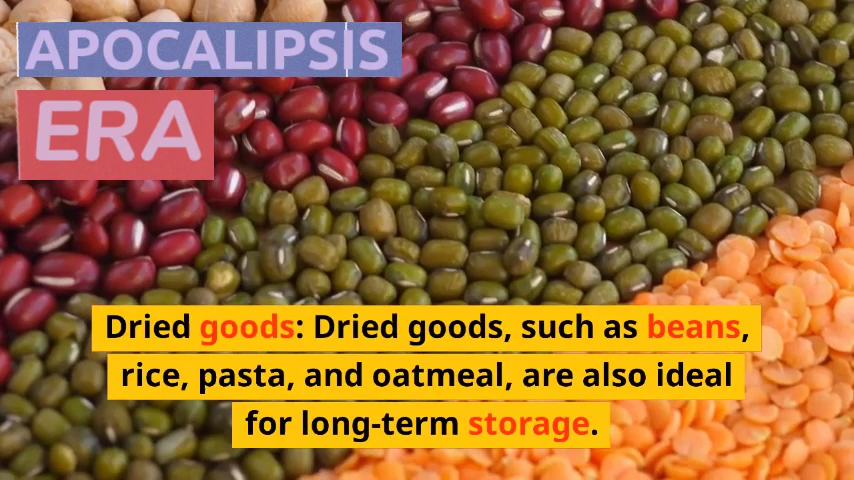 APOCALIPSIS
ERA
Dried goods: Dried goods, such as beans,
rice, pasta, and oatmeal, are also ideal
for long-term storage.